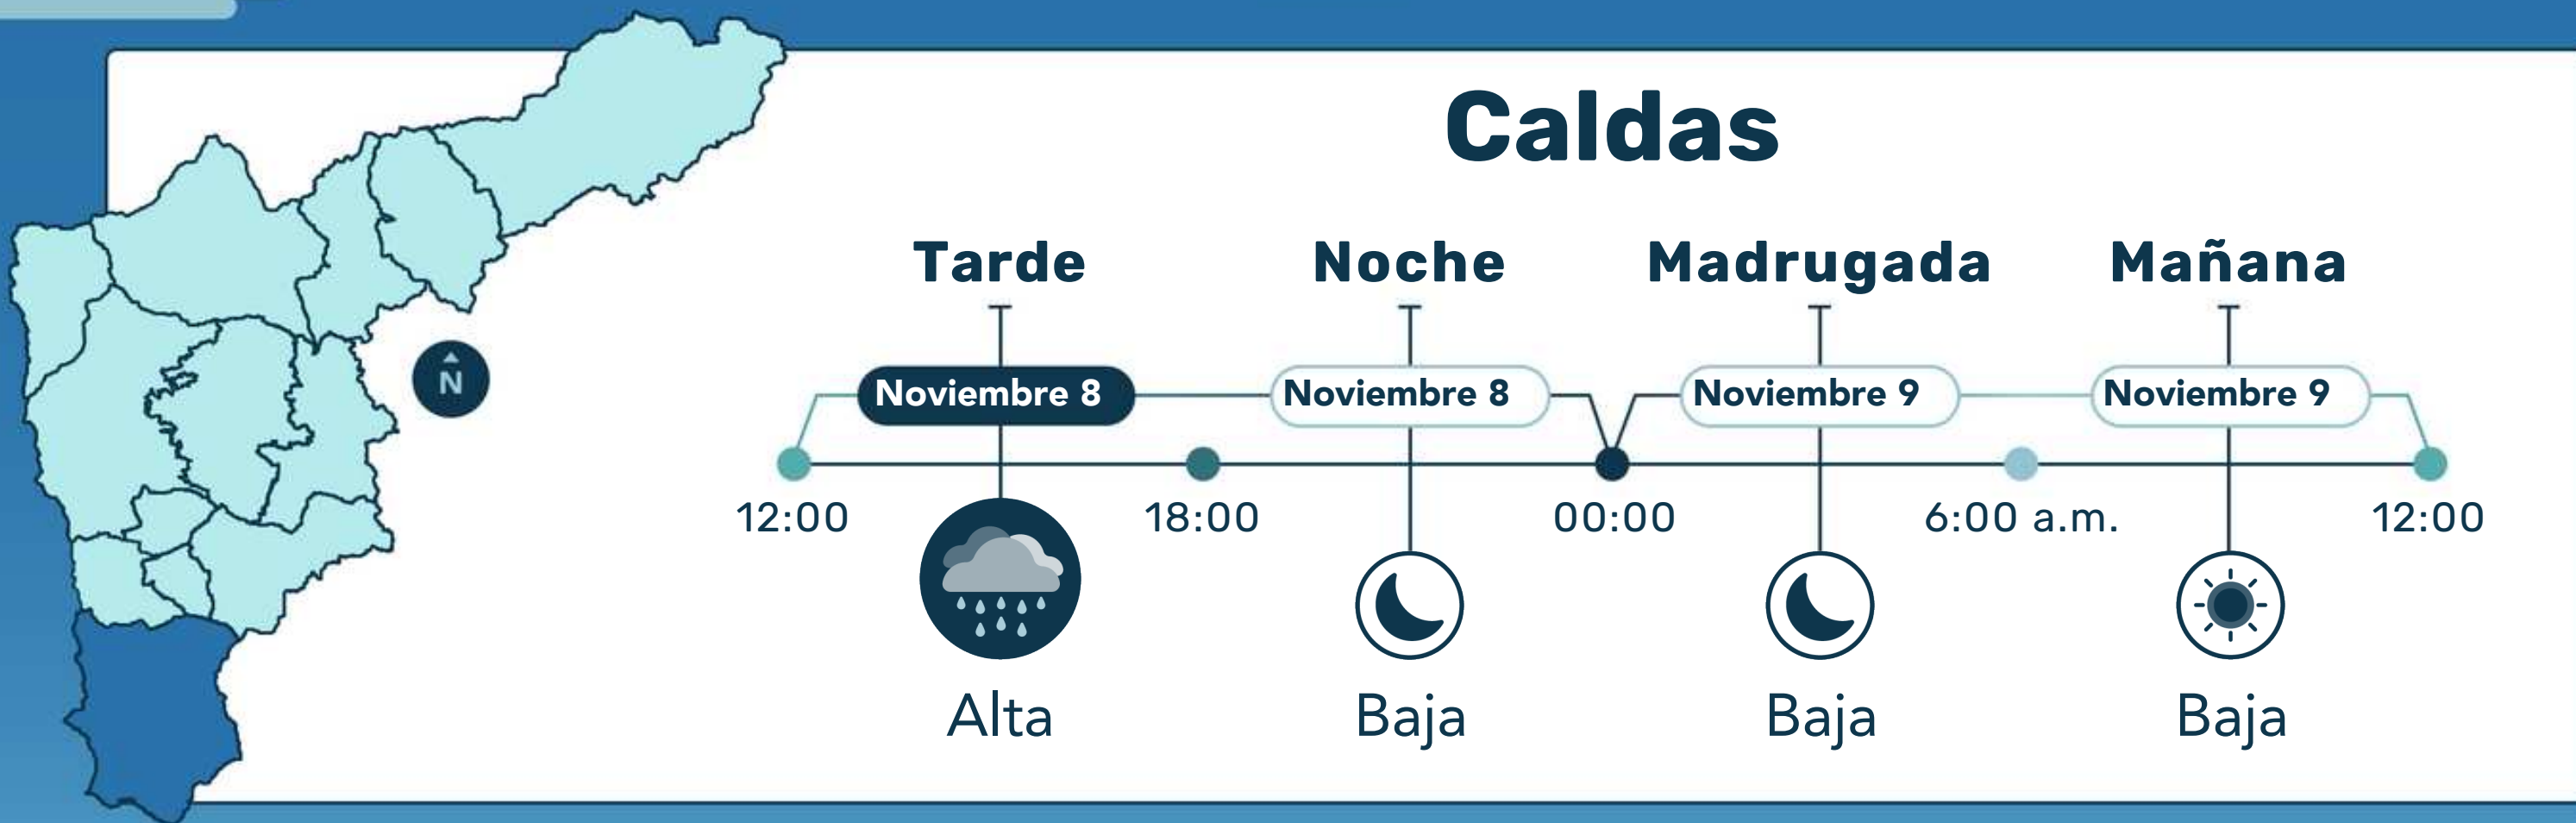 Caldas
Tarde Noche Madrugada Mañana
N
Noviembre 8 Noviembre 8 Noviembre 9 Noviembre 9
12:00 18:00 00:00 6:00 a.m. 12:00
Alta Baja Baja Baja